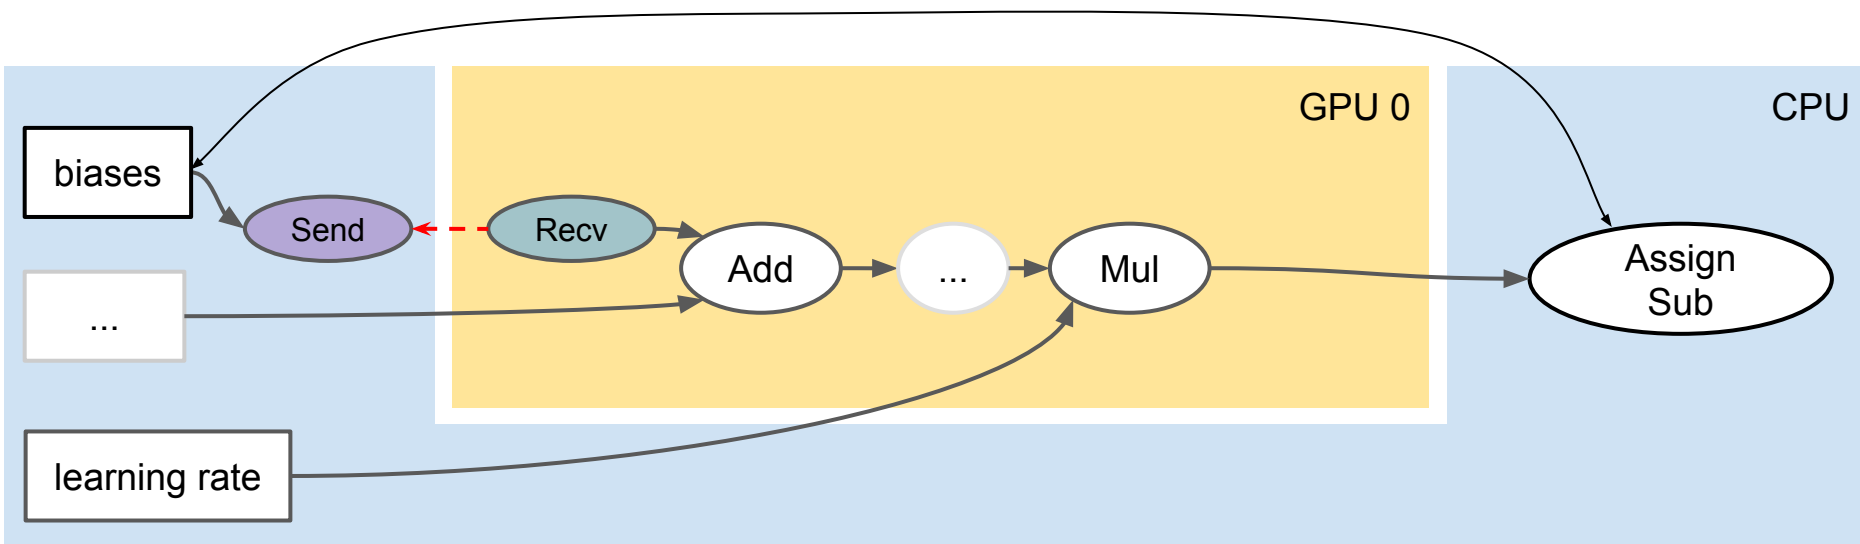 GPU 0
CPU
biases
Send
Recv
Add
...
Mul
Assign
Sub
...
learning rate